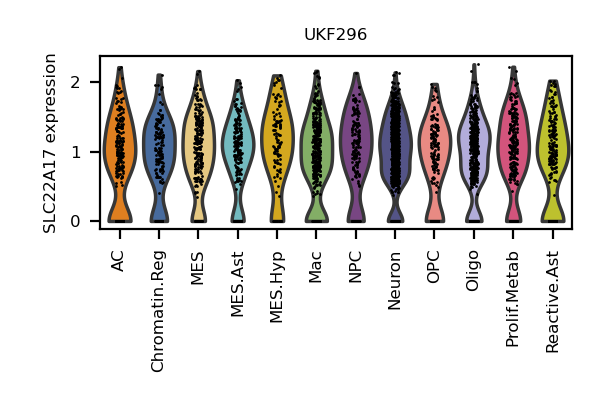 UKF296
SLC22A17 expression
2
1
0
AC
Chromatin.Reg
MES
MES.Ast
MES.Hyp
Mac
NPC
Neuron
OPC
Oligo
Prolif.Metab
Reactive.Ast